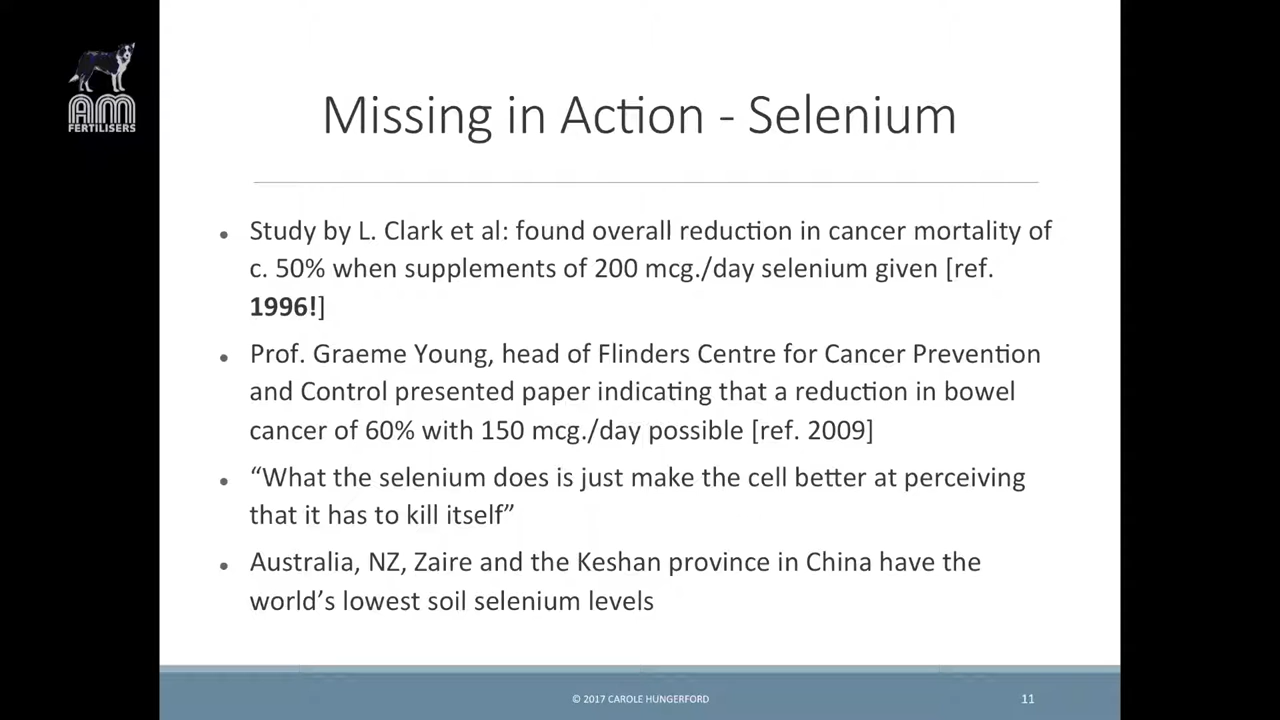 AM
FERTILISERS
Missing in Action - Selenium
• Study by L. Clark et al: found overall reduction in cancer mortality of
c. 50% when supplements of 200 mcg./day selenium given [ref.
1996!]
• Prof. Graeme Young, head of Flinders Centre for Cancer Prevention
and Control presented paper indicating that a reduction in bowel
cancer of 60% with 150 mcg./day possible [ref. 2009]
• “What the selenium does is just make the cell better at perceiving
that it has to kill itself”
• Australia, NZ, Zaire and the Keshan province in China have the
world’s lowest soil selenium levels
© 2017 CAROLE HUNGERFORD
11